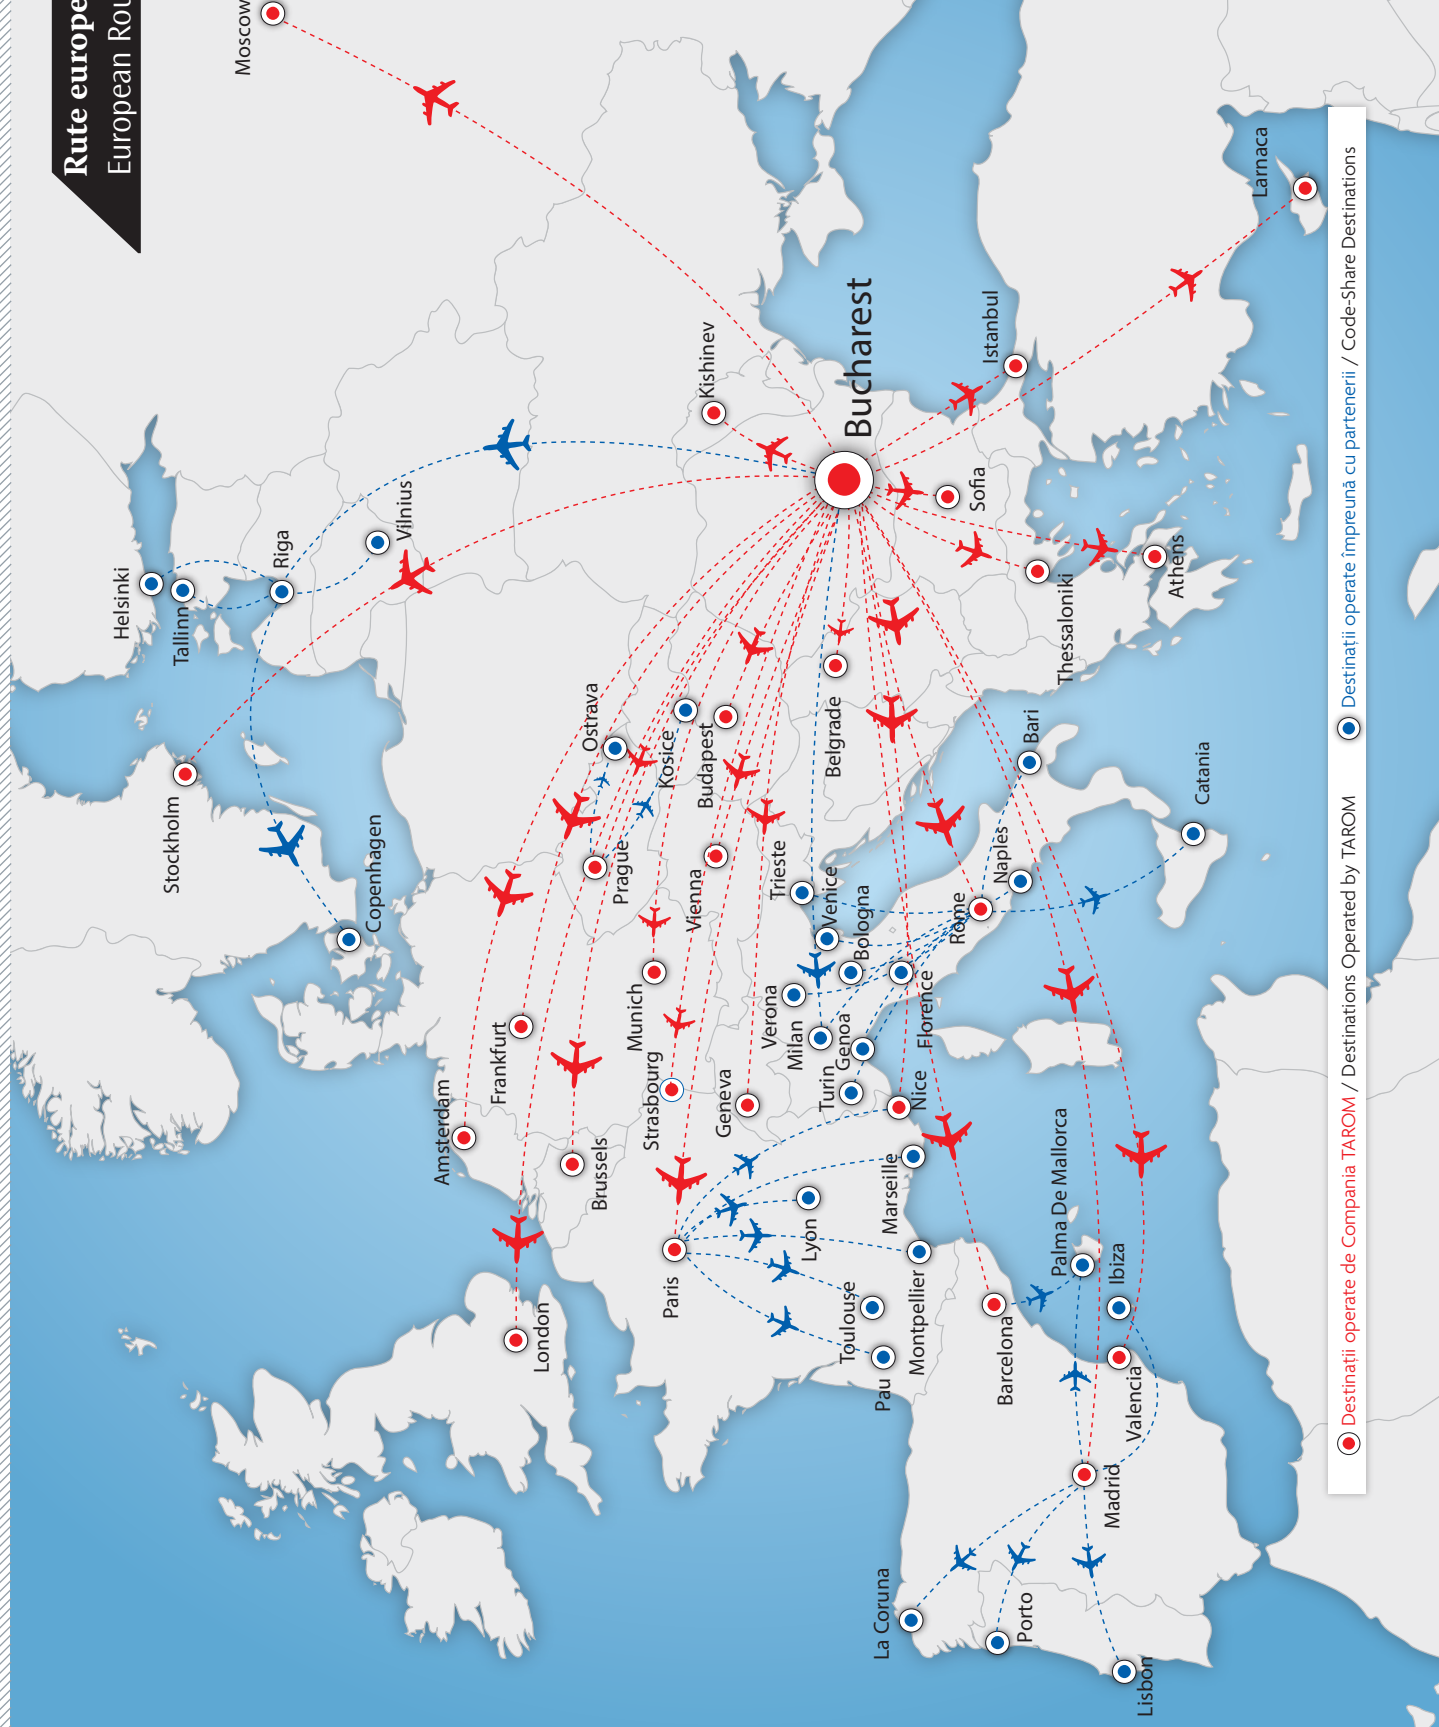 Rute europe
European Rou
Moscow
Helsinki
Tallinn
Riga
Vilnius
Stockholm
Copenhagen
Kishinev
Bucharest
Istanbul
Larnaca
Sofia
Thessaloniki
Athens
Belgrade
Ostrava
Kosice
Budapest
Prague
Vienna
Trieste
Venice
Bologna
Rome
Naples
Bari
Catania
Verona
Milan
Genoa
Florence
Turin
Nice
Munich
Frankfurt
Strasbourg
Geneva
Amsterdam
Brussels
London
Paris
Lyon
Marseille
Montpellier
Toulouse
Pau
Barcelona
Palma De Mallorca
Ibiza
Valencia
Madrid
La Coruna
Porto
Lisbon
Destinații operate de Compania TAROM / Destinations Operated by TAROM
Destinații operate împreună cu partenerii / Code-Share Destinations